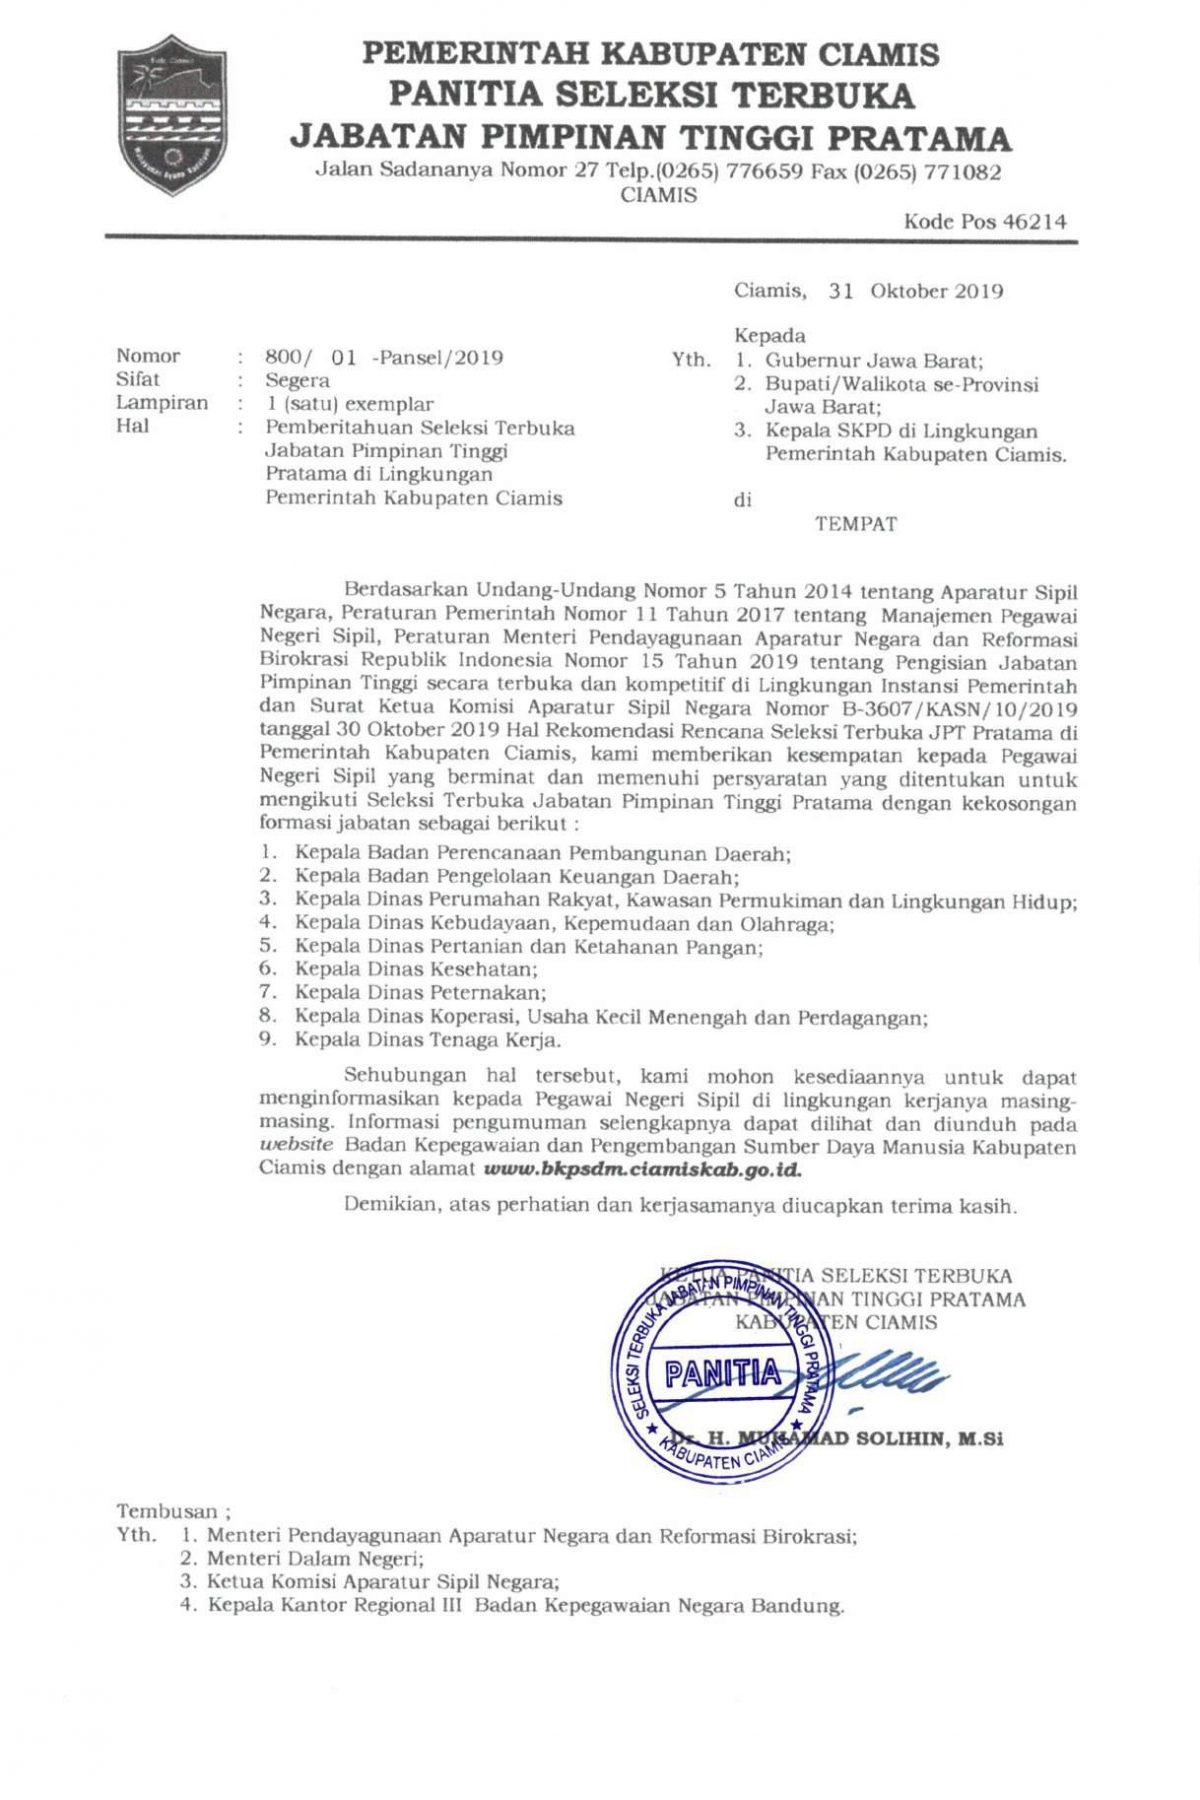 PEMERINTAH KABUPATEN CIAMIS
PANITIA SELEKSI TERBUKA
JABATAN PIMPINAN TINGGI PRATAMA
Jalan Sadananya Nomor 27 Telp.(0265) 776659 Fax (0265) 771082
CIAMIS
Kode Pos 46214
Ciamis, 31 Oktober 2019
Kepada
Nomor : 800/ 01 -Pansel/2019
Sifat : Segera
Lampiran : 1 (satu) exemplar
Hal : Pemberitahuan Seleksi Terbuka
Jabatan Pimpinan Tinggi
Pratama di Lingkungan
Pemerintah Kabupaten Ciamis
Yth. 1. Gubernur Jawa Barat;
2. Bupati/Walikota se-Provinsi
Jawa Barat;
3. Kepala SKPD di Lingkungan
Pemerintah Kabupaten Ciamis.
di
TEMPAT
Berdasarkan Undang-Undang Nomor 5 Tahun 2014 tentang Aparatur Sipil
Negara, Peraturan Pemerintah Nomor 11 Tahun 2017 tentang Manajemen Pegawai
Negeri Sipil, Peraturan Menteri Pendayagunaan Aparatur Negara dan Reformasi
Birokrasi Republik Indonesia Nomor 15 Tahun 2019 tentang Pengisian Jabatan
Pimpinan Tinggi secara terbuka dan kompetitif di Lingkungan Instansi Pemerintah
dan Surat Ketua Komisi Aparatur Sipil Negara Nomor B-3607/KASN/10/2019
tanggal 30 Oktober 2019 Hal Rekomendasi Rencana Seleksi Terbuka JPT Pratama di
Pemerintah Kabupaten Ciamis, kami memberikan kesempatan kepada Pegawai
Negeri Sipil yang berminat dan memenuhi persyaratan yang ditentukan untuk
mengikuti Seleksi Terbuka Jabatan Pimpinan Tinggi Pratama dengan kekosongan
formasi jabatan sebagai berikut :
1. Kepala Badan Perencanaan Pembangunan Daerah;
2. Kepala Badan Pengelolaan Keuangan Daerah;
3. Kepala Dinas Perumahan Rakyat, Kawasan Permukiman dan Lingkungan Hidup;
4. Kepala Dinas Kebudayaan, Kepemudaan dan Olahraga;
5. Kepala Dinas Pertanian dan Ketahanan Pangan;
6. Kepala Dinas Kesehatan;
7. Kepala Dinas Peternakan;
8. Kepala Dinas Koperasi, Usaha Kecil Menengah dan Perdagangan;
9. Kepala Dinas Tenaga Kerja.
Sehubungan hal tersebut, kami mohon kesediaannya untuk dapat
menginformasikan kepada Pegawai Negeri Sipil di lingkungan kerjanya masing-
masing. Informasi pengumuman selengkapnya dapat dilihat dan diunduh pada
website Badan Kepegawaian dan Pengembangan Sumber Daya Manusia Kabupaten
Ciamis dengan alamat www.bkpsdm.ciamiskab.go.id.
Demikian, atas perhatian dan kerjasamanya diucapkan terima kasih.
KETUA PANITIA SELEKSI TERBUKA
JABATAN PIMPINAN TINGGI PRATAMA
KABUPATEN CIAMIS
SELEKSI TERBUKA JABATAN PIMPINAN TINGGI PRATAMA
PANITIA
KABUPATEN CIAMIS
Dr. H. MUHAMAD SOLIHIN, M.Si
Tembusan ;
Yth. 1. Menteri Pendayagunaan Aparatur Negara dan Reformasi Birokrasi;
2. Menteri Dalam Negeri;
3. Ketua Komisi Aparatur Sipil Negara;
4. Kepala Kantor Regional III Badan Kepegawaian Negara Bandung.